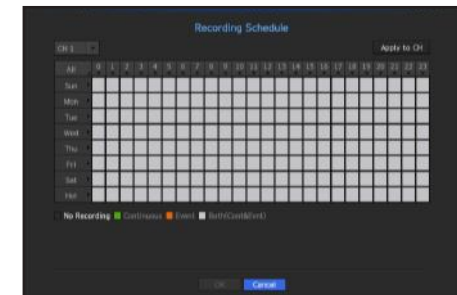 Recording Schedule
CH 1 Apply to CH
All 0 1 2 3 4 5 6 7 8 9 10 11 12 13 14 15 16 17 18 19 20 21 22 23
Sun
Mon
Tue
Wed
Thu
Fri
Sat
Hol
No Recording Continuous Event Both(Cont&Evnt)
OK Cancel